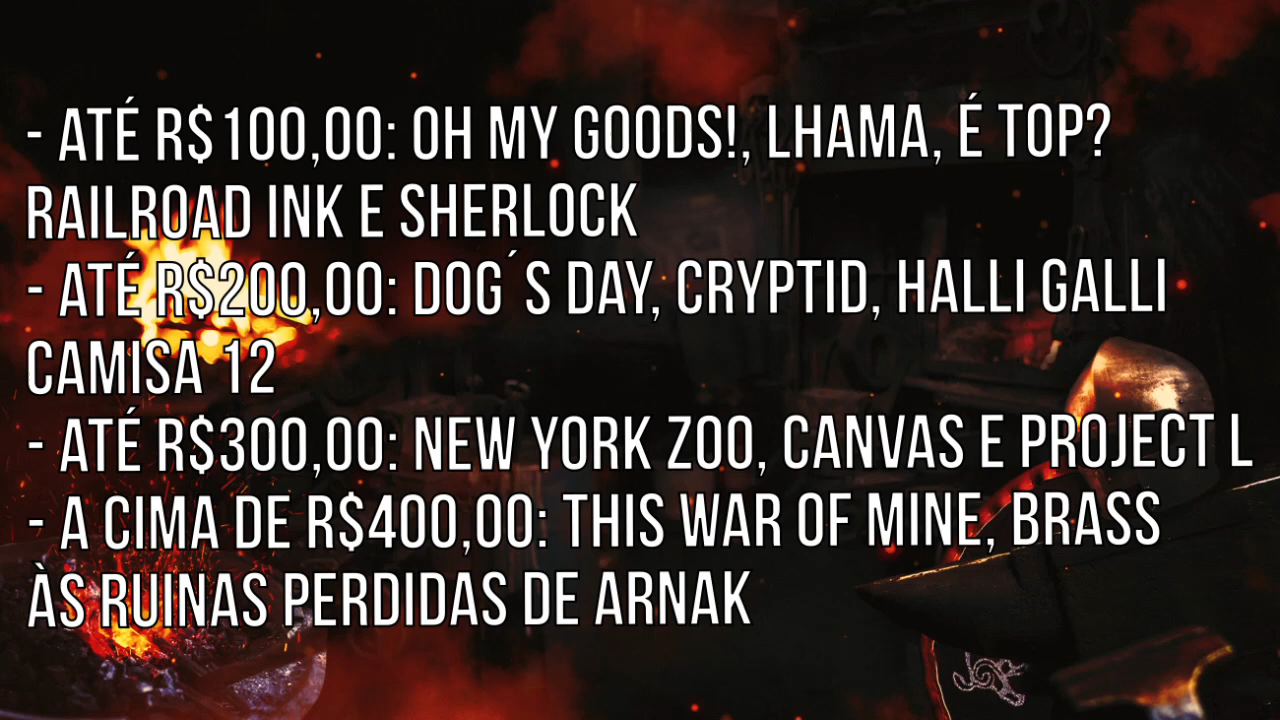 - ATÉ R$100,00: OH MY GOODS!, LHAMA, É TOP?
RAILROAD INK E SHERLOCK
- ATÉ R$200,00: DOG´S DAY, CRYPTID, HALLI GALLI
CAMISA 12
- ATÉ R$300,00: NEW YORK ZOO, CANVAS E PROJECT L
- A CIMA DE R$400,00: THIS WAR OF MINE, BRASS
ÀS RUINAS PERDIDAS DE ARNAK